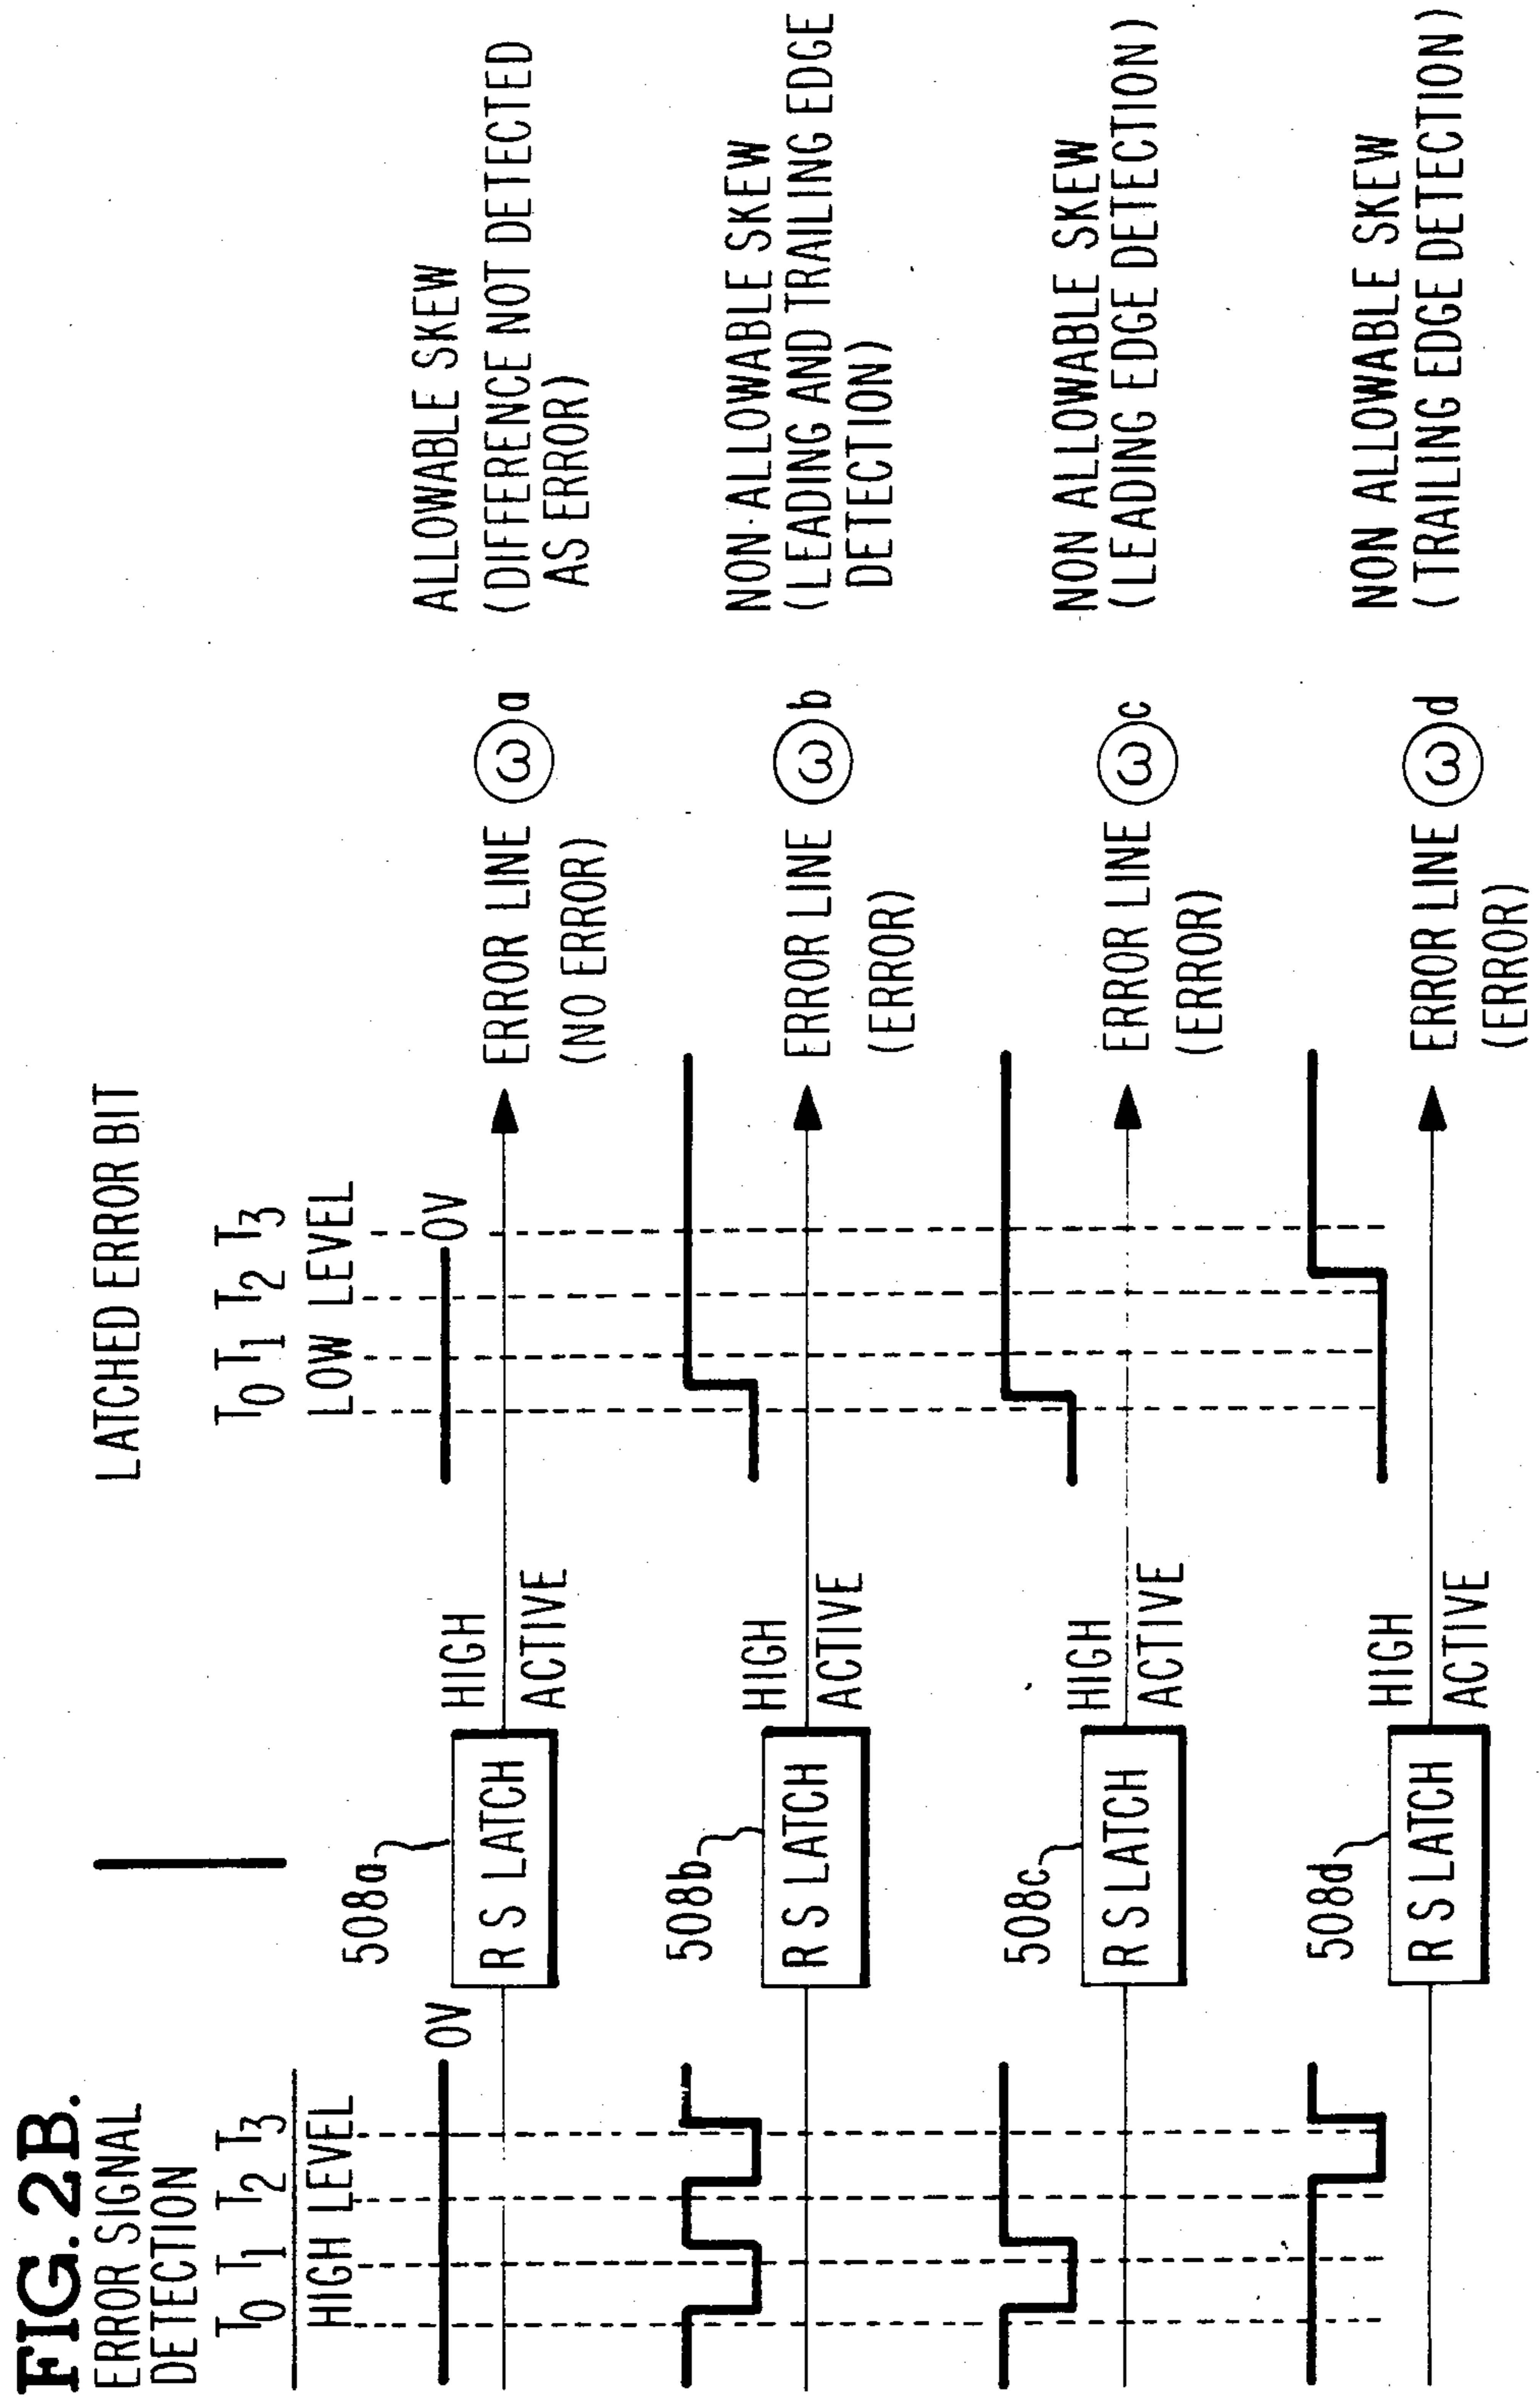 FIG. 2B.
ERROR SIGNAL
DETECTION
T0 T1 T2 T3
HIGH LEVEL
LATCHED ERROR BIT
T0 T1 T2 T3
LOW LEVEL
0V
508a
R S LATCH
HIGH
ACTIVE
0V
ERROR LINE ω a
(NO ERROR)
ALLOWABLE SKEW
(DIFFERENCE NOT DETECTED
AS ERROR)
508b
R S LATCH
HIGH
ACTIVE
ERROR LINE ω b
(ERROR)
NON-ALLOWABLE SKEW
(LEADING AND TRAILING EDGE
DETECTION)
508c
R S LATCH
HIGH
ACTIVE
ERROR LINE ω c
(ERROR)
NON ALLOWABLE SKEW
(LEADING EDGE DETECTION)
508d
R S LATCH
HIGH
ACTIVE
ERROR LINE ω d
(ERROR)
NON ALLOWABLE SKEW
(TRAILING EDGE DETECTION)